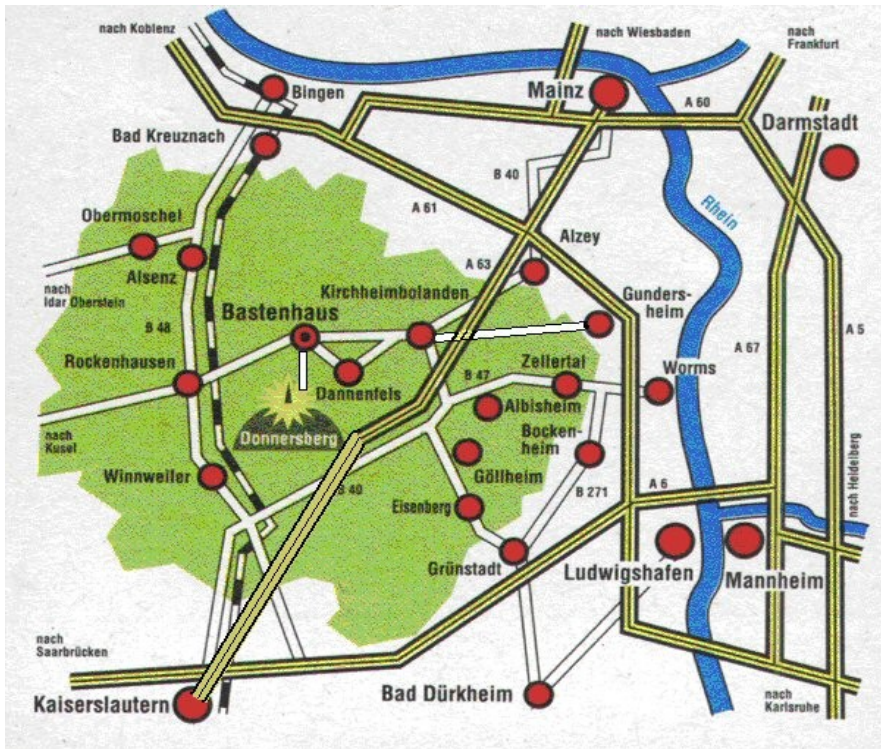 nach Koblenz
nach Wiesbaden
nach
Frankfurt
Bingen
Mainz
A 60
Darmstadt
Bad Kreuznach
B 40
Rhein
A 61
Obermoschel
Alzey
Alsenz
A 63
nach
Idar Oberstein
Kirchheimbolanden
Gunders-
heim
Bastenhaus
B 48
A 5
A 67
Rockenhausen
Zellertal
Worms
Dannenfels
B 47
Albisheim
nach
Kusel
Donnersberg
Bocken-
heim
Göllheim
Winnweiler
B 40
A 6
nach Heidelberg
Eisenberg
B 271
Grünstadt
Ludwigshafen
Mannheim
nach
Saarbrücken
Kaiserslautern
Bad Dürkheim
nach
Karlsruhe